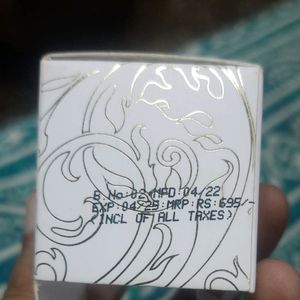 B.No:02 MFD:04/22
EXP:04/25:MRP:RS:695/-
(INCL OF ALL TAXES)